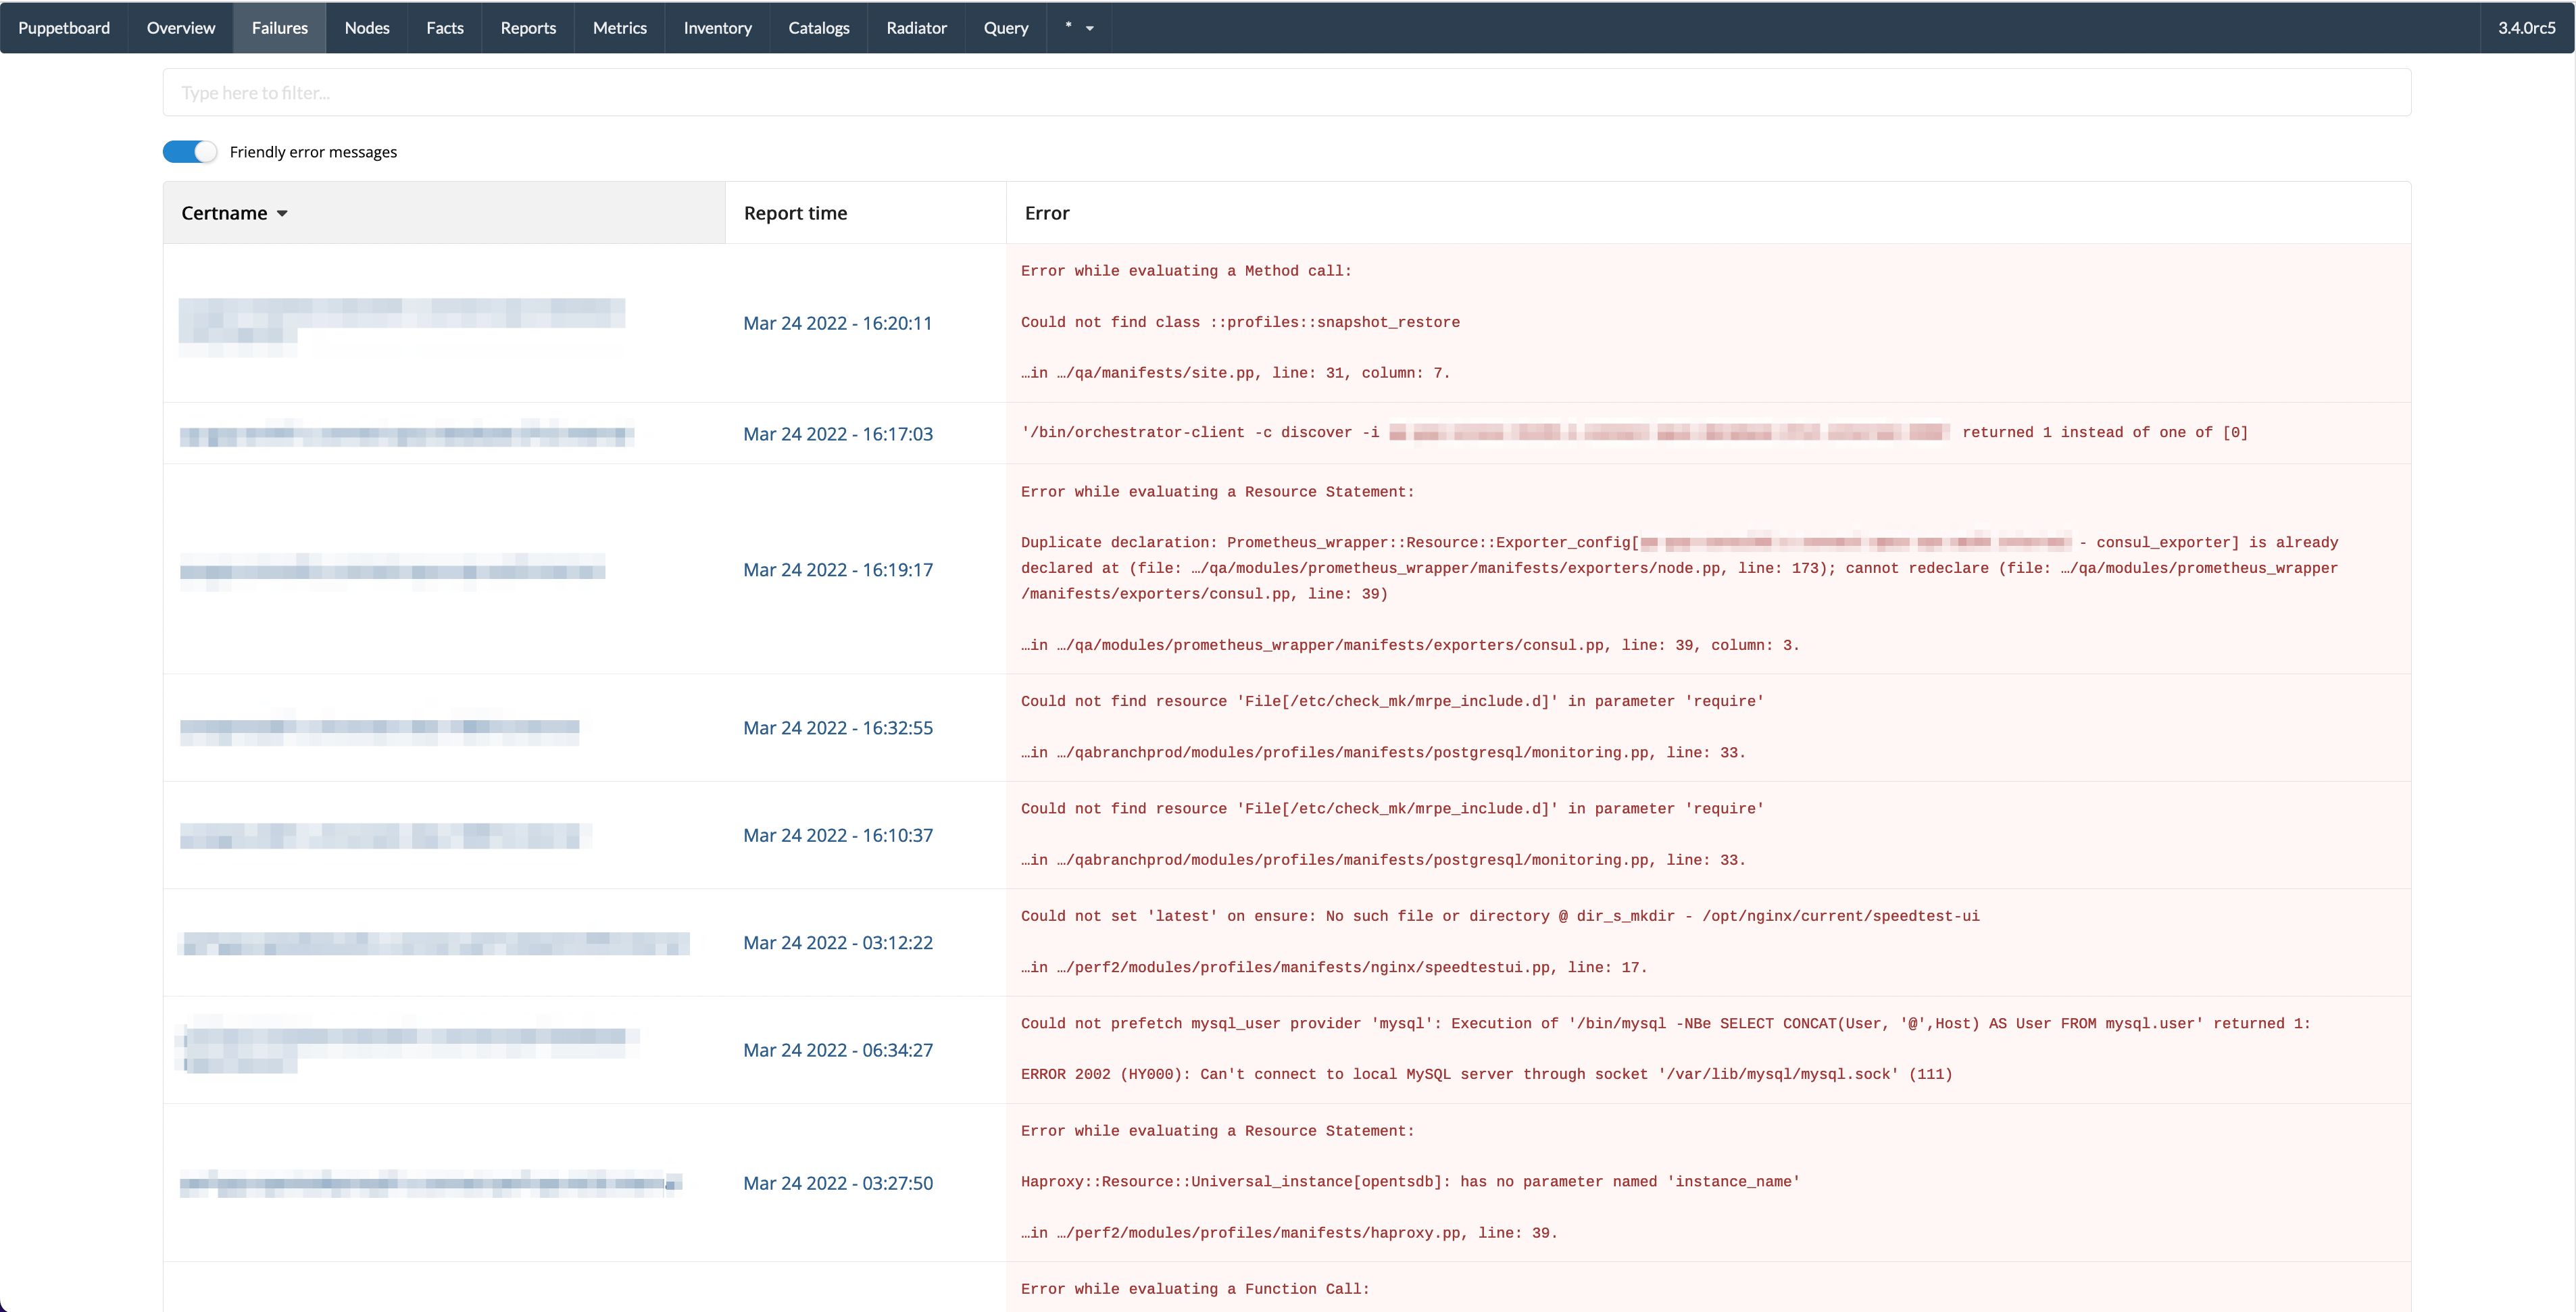 Puppetboard Overview Failures Nodes Facts Reports Metrics Inventory Catalogs Radiator Query * 3.4.0rc5
Type here to filter...
Friendly error messages
Certname Report time Error
Mar 24 2022 - 16:20:11
Error while evaluating a Method call:
Could not find class ::profiles::snapshot_restore
…in …/qa/manifests/site.pp, line: 31, column: 7.
Mar 24 2022 - 16:17:03
'/bin/orchestrator-client -c discover -i returned 1 instead of one of [0]
Mar 24 2022 - 16:19:17
Error while evaluating a Resource Statement:
Duplicate declaration: Prometheus_wrapper::Resource::Exporter_config[ - consul_exporter] is already
declared at (file: …/qa/modules/prometheus_wrapper/manifests/exporters/node.pp, line: 173); cannot redeclare (file: …/qa/modules/prometheus_wrapper
/manifests/exporters/consul.pp, line: 39)
…in …/qa/modules/prometheus_wrapper/manifests/exporters/consul.pp, line: 39, column: 3.
Mar 24 2022 - 16:32:55
Could not find resource 'File[/etc/check_mk/mrpe_include.d]' in parameter 'require'
…in …/qabranchprod/modules/profiles/manifests/postgresql/monitoring.pp, line: 33.
Mar 24 2022 - 16:10:37
Could not find resource 'File[/etc/check_mk/mrpe_include.d]' in parameter 'require'
…in …/qabranchprod/modules/profiles/manifests/postgresql/monitoring.pp, line: 33.
Mar 24 2022 - 03:12:22
Could not set 'latest' on ensure: No such file or directory @ dir_s_mkdir - /opt/nginx/current/speedtest-ui
…in …/perf2/modules/profiles/manifests/nginx/speedtestui.pp, line: 17.
Mar 24 2022 - 06:34:27
Could not prefetch mysql_user provider 'mysql': Execution of '/bin/mysql -NBe SELECT CONCAT(User, '@',Host) AS User FROM mysql.user' returned 1:
ERROR 2002 (HY000): Can't connect to local MySQL server through socket '/var/lib/mysql/mysql.sock' (111)
Mar 24 2022 - 03:27:50
Error while evaluating a Resource Statement:
Haproxy::Resource::Universal_instance[opentsdb]: has no parameter named 'instance_name'
…in …/perf2/modules/profiles/manifests/haproxy.pp, line: 39.
Error while evaluating a Function Call: